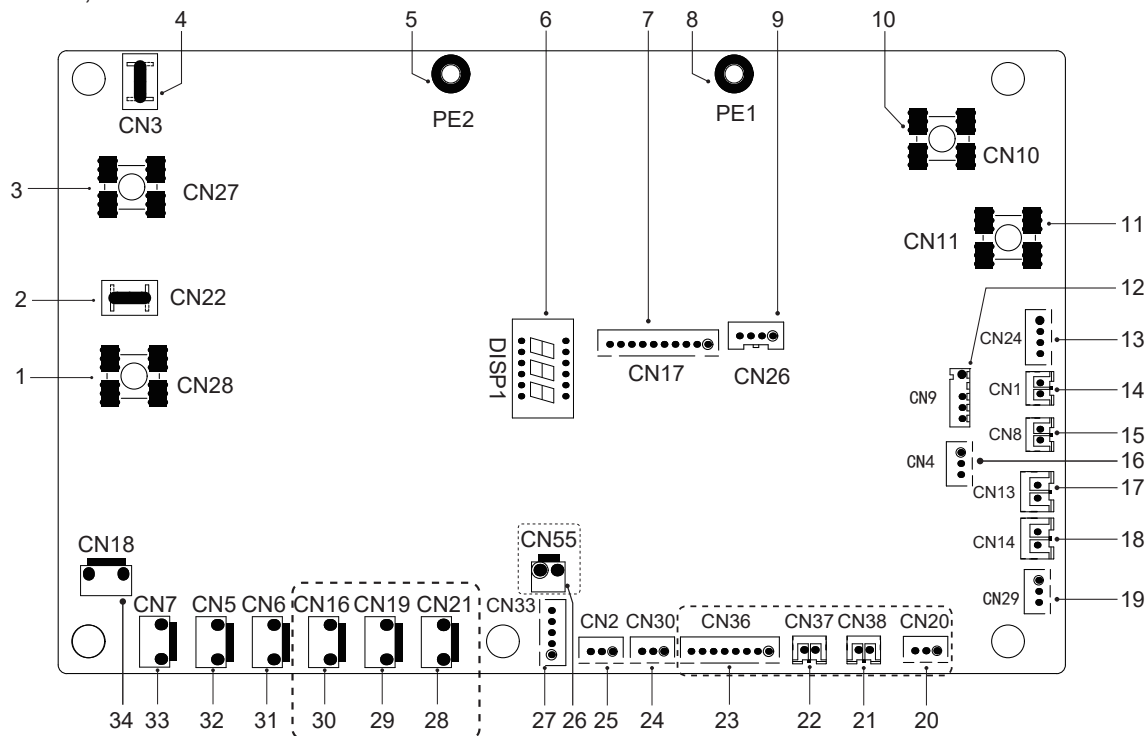 4
5
6
7
8
9
10
CN3
PE2
PE1
CN10
3
CN27
CN11
11
2
CN22
12
DISP1
CN17
CN26
CN24
13
1
CN28
CN9
CN1
14
CN8
15
CN4
16
CN13
17
CN14
18
CN18
CN55
CN29
19
CN7
CN5
CN6
CN16
CN19
CN21
CN33
CN2
CN30
CN36
CN37
CN38
CN20
34
33
32
31
30
29
28
27
26
25
24
23
22
21
20